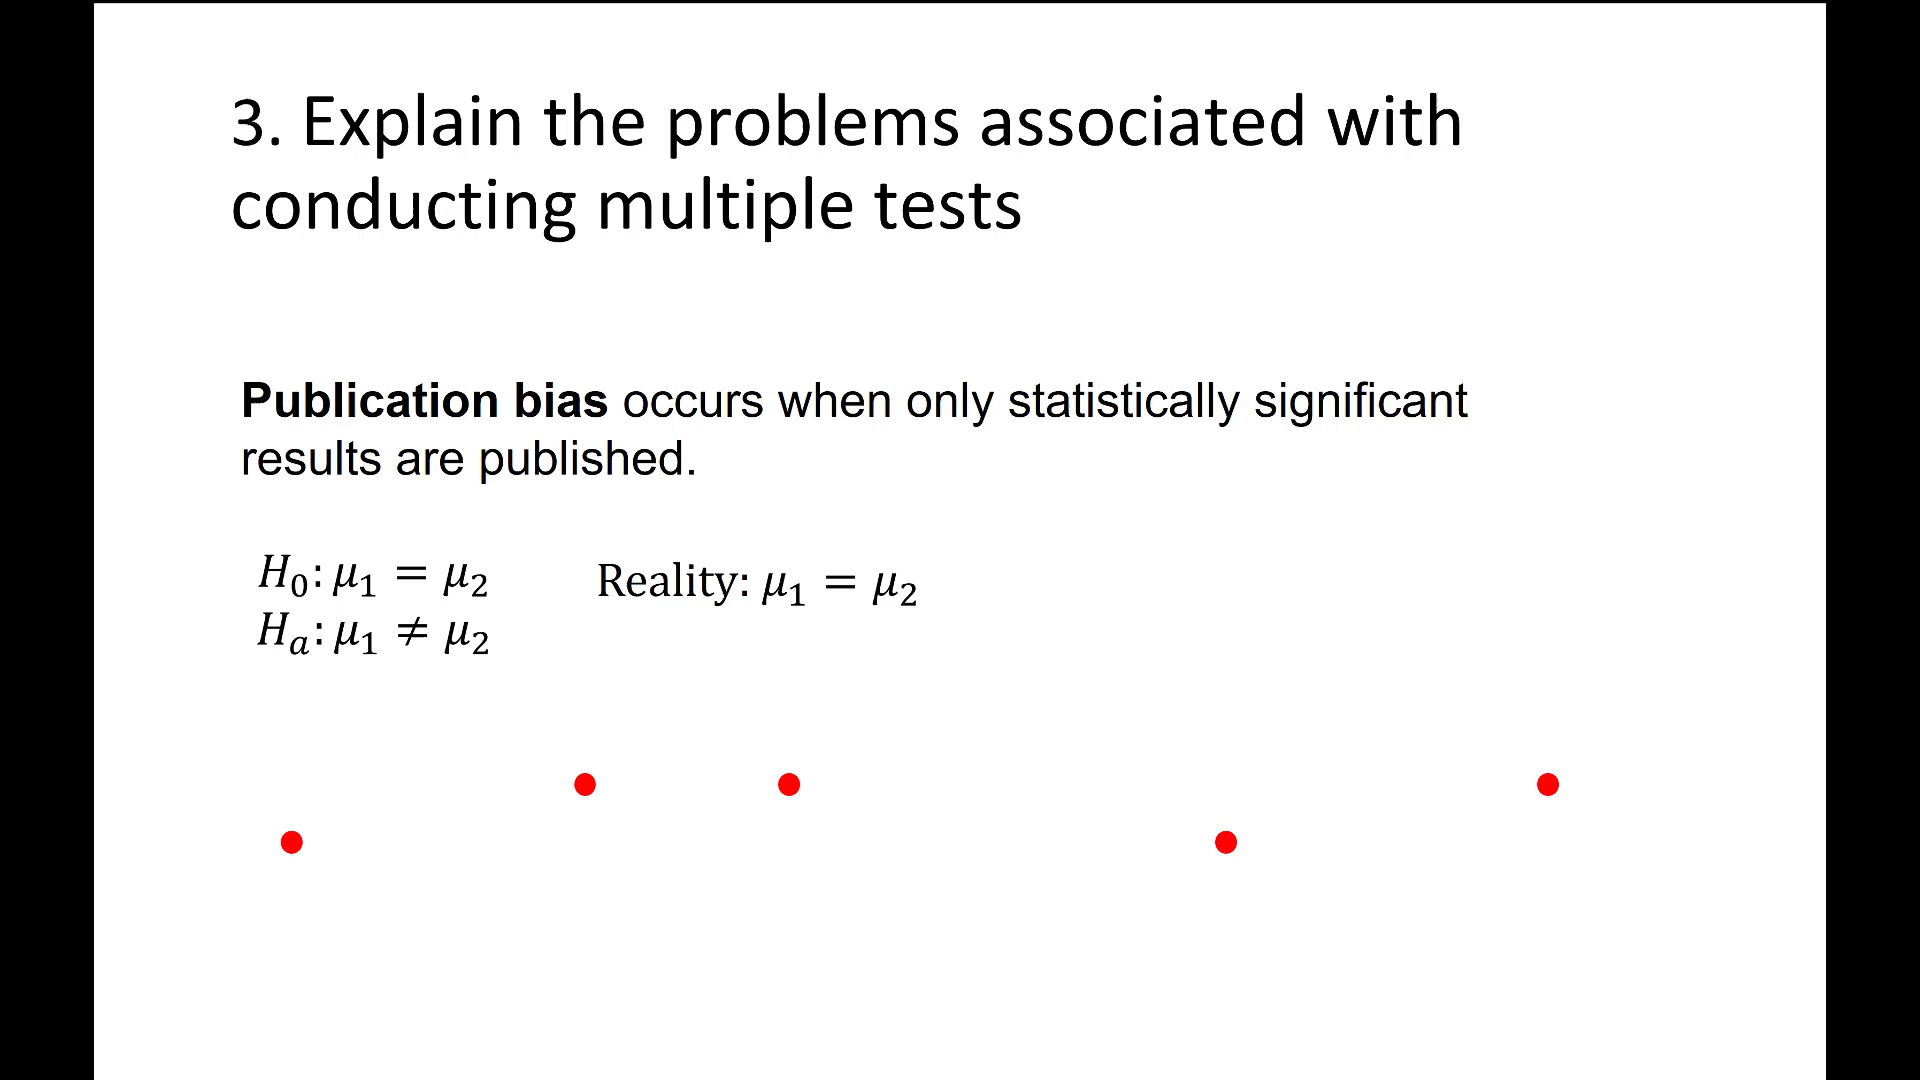 3. Explain the problems associated with
conducting multiple tests
Publication bias occurs when only statistically significant
results are published.
H₀: μ₁ = μ₂
Reality: μ₁ = μ₂
Hₐ: μ₁ ≠ μ₂